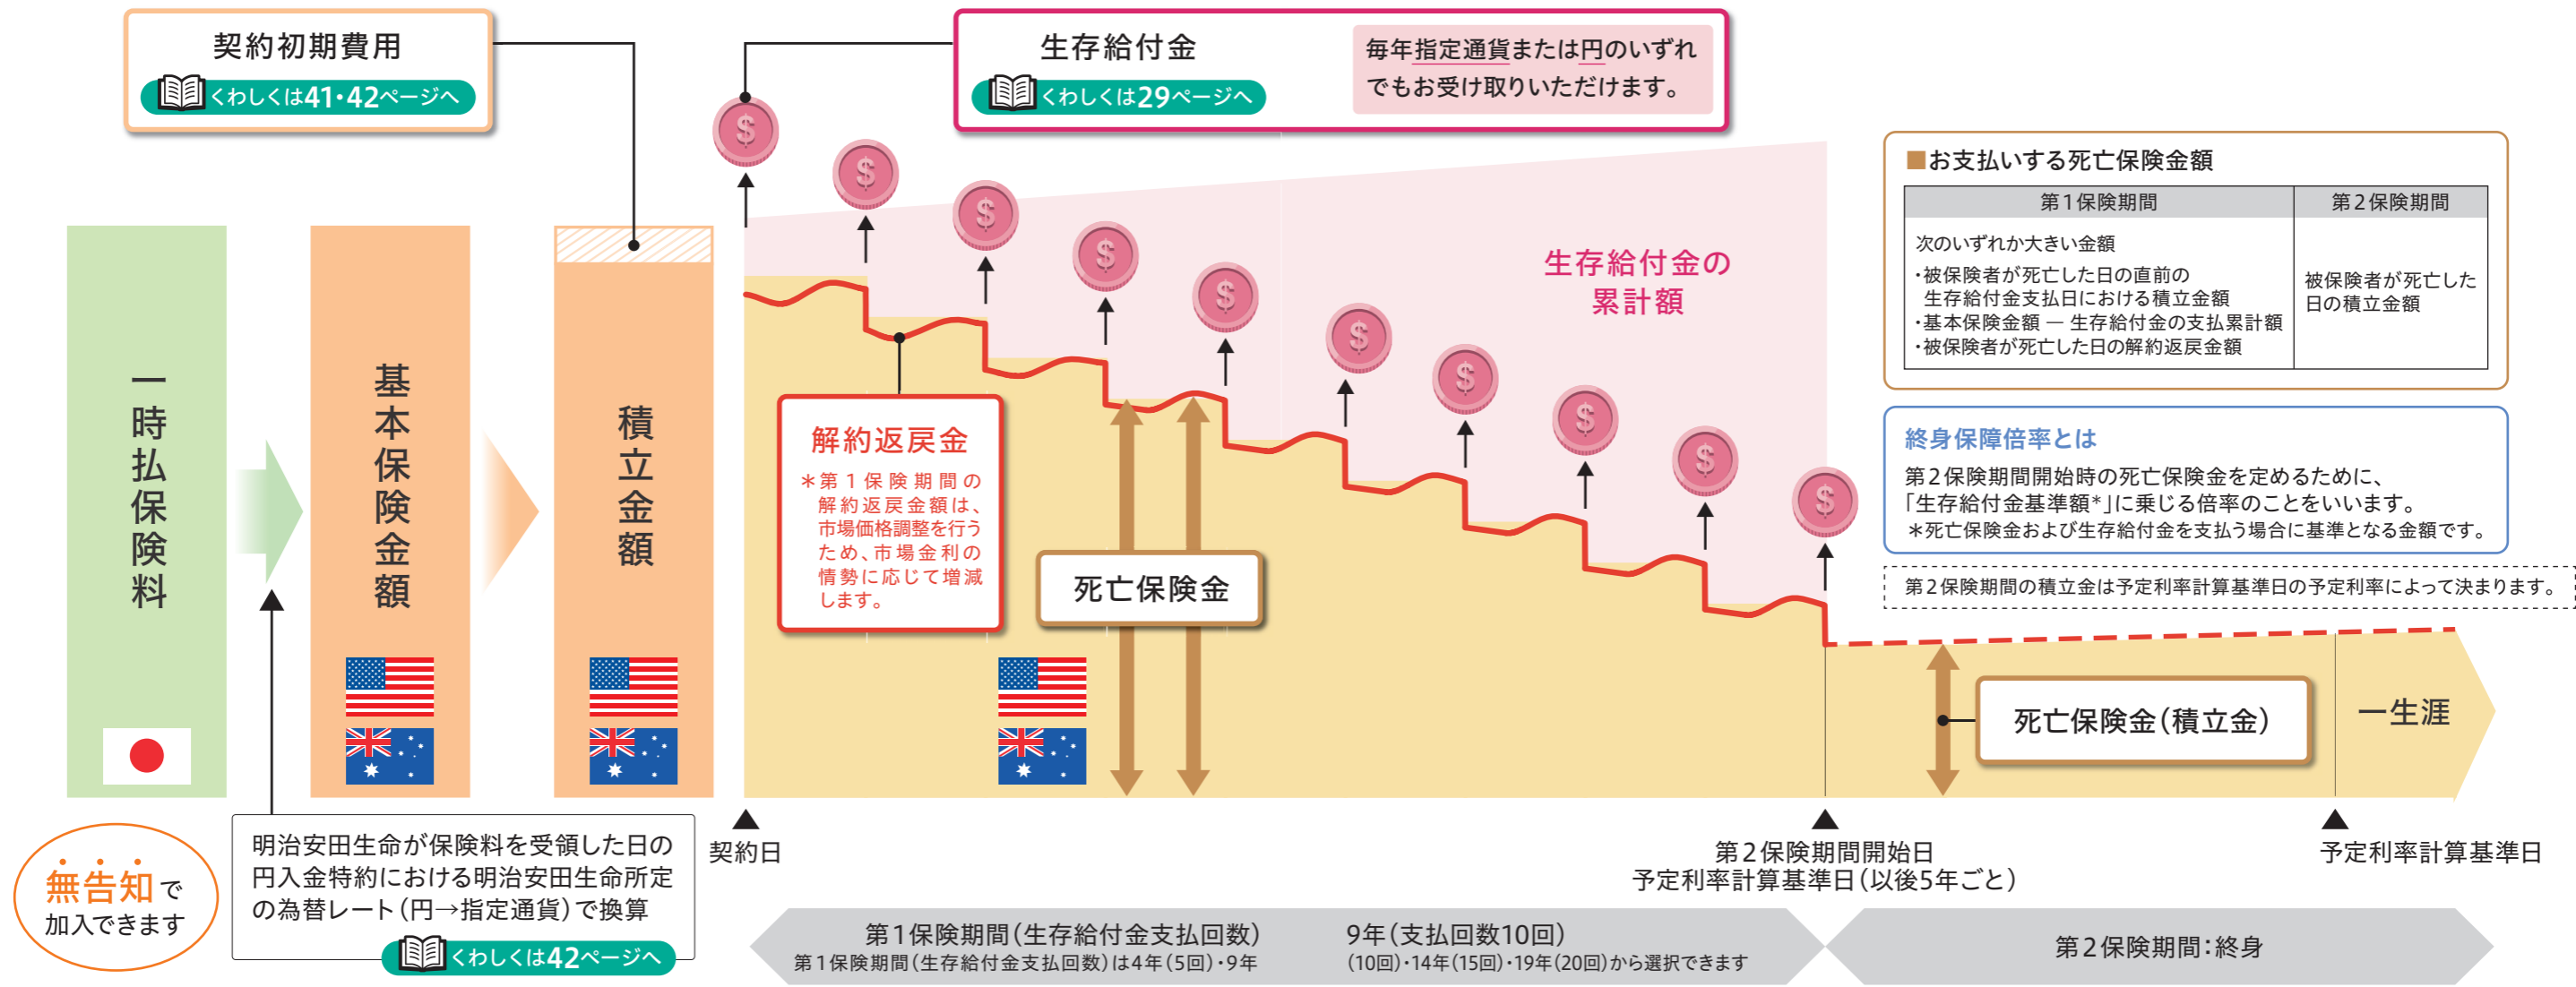 契約初期費用
くわしくは41・42ページへ
生存給付金
くわしくは29ページへ
毎年指定通貨または円のいずれ
でもお受け取りいただけます。
一時払保険料
基本保険金額
積立金額
$
$
$
$
$
$
$
$
$
$
生存給付金の
累計額
解約返戻金
＊第1保険期間の
解約返戻金額は、
市場価格調整を行う
ため、市場金利の
情勢に応じて増減
します。
死亡保険金
■お支払いする死亡保険金額
第1保険期間
第2保険期間
次のいずれか大きい金額
・被保険者が死亡した日の直前の
生存給付金支払日における積立金額
・基本保険金額 ― 生存給付金の支払累計額
・被保険者が死亡した日の解約返戻金額
被保険者が死亡した
日の積立金額
終身保障倍率とは
第2保険期間開始時の死亡保険金を定めるために、
「生存給付金基準額*」に乗じる倍率のことをいいます。
＊死亡保険金および生存給付金を支払う場合に基準となる金額です。
第2保険期間の積立金は予定利率計算基準日の予定利率によって決まります。
死亡保険金(積立金)
一生涯
無告知で
加入できます
明治安田生命が保険料を受領した日の
円入金特約における明治安田生命所定
の為替レート(円→指定通貨)で換算
くわしくは42ページへ
契約日
第2保険期間開始日
予定利率計算基準日(以後5年ごと)
予定利率計算基準日
第1保険期間(生存給付金支払回数) 9年(支払回数10回)
第1保険期間(生存給付金支払回数)は4年(5回)・9年(10回)・14年(15回)・19年(20回)から選択できます
第2保険期間：終身